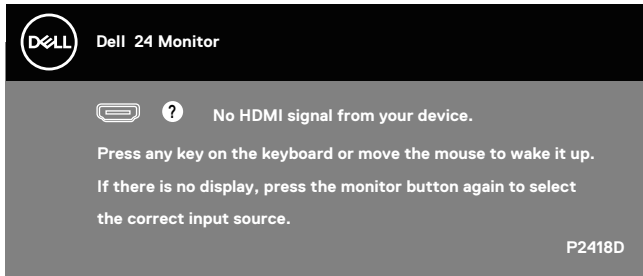 DELL
Dell 24 Monitor
? No HDMI signal from your device.
Press any key on the keyboard or move the mouse to wake it up.
If there is no display, press the monitor button again to select
the correct input source.
P2418D